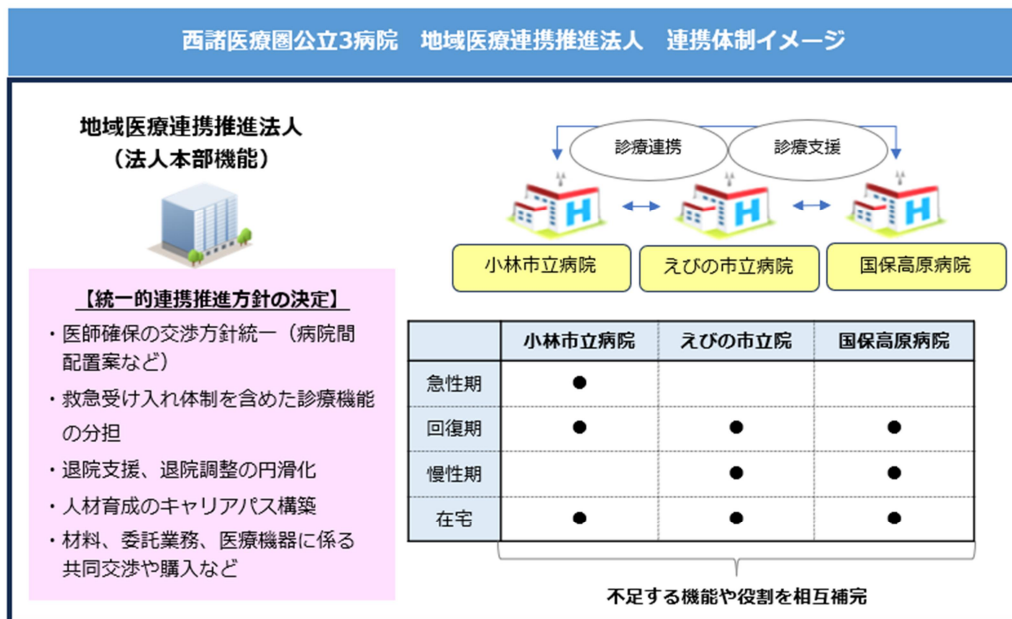 西諸医療圏公立3病院　地域医療連携推進法人　連携体制イメージ
地域医療連携推進法人
（法人本部機能）
【統一的連携推進方針の決定】
・医師確保の交渉方針統一（病院間
配置案など）
・救急受け入れ体制を含めた診療機能
の分担
・退院支援、退院調整の円滑化
・人材育成のキャリアパス構築
・材料、委託業務、医療機器に係る
共同交渉や購入など
診療連携　診療支援
H　H　H
小林市立病院　えびの市立病院　国保高原病院
小林市立病院　えびの市立院　国保高原病院
急性期　●
回復期　●　●　●
慢性期　●　●
在宅　●　●　●
不足する機能や役割を相互補完